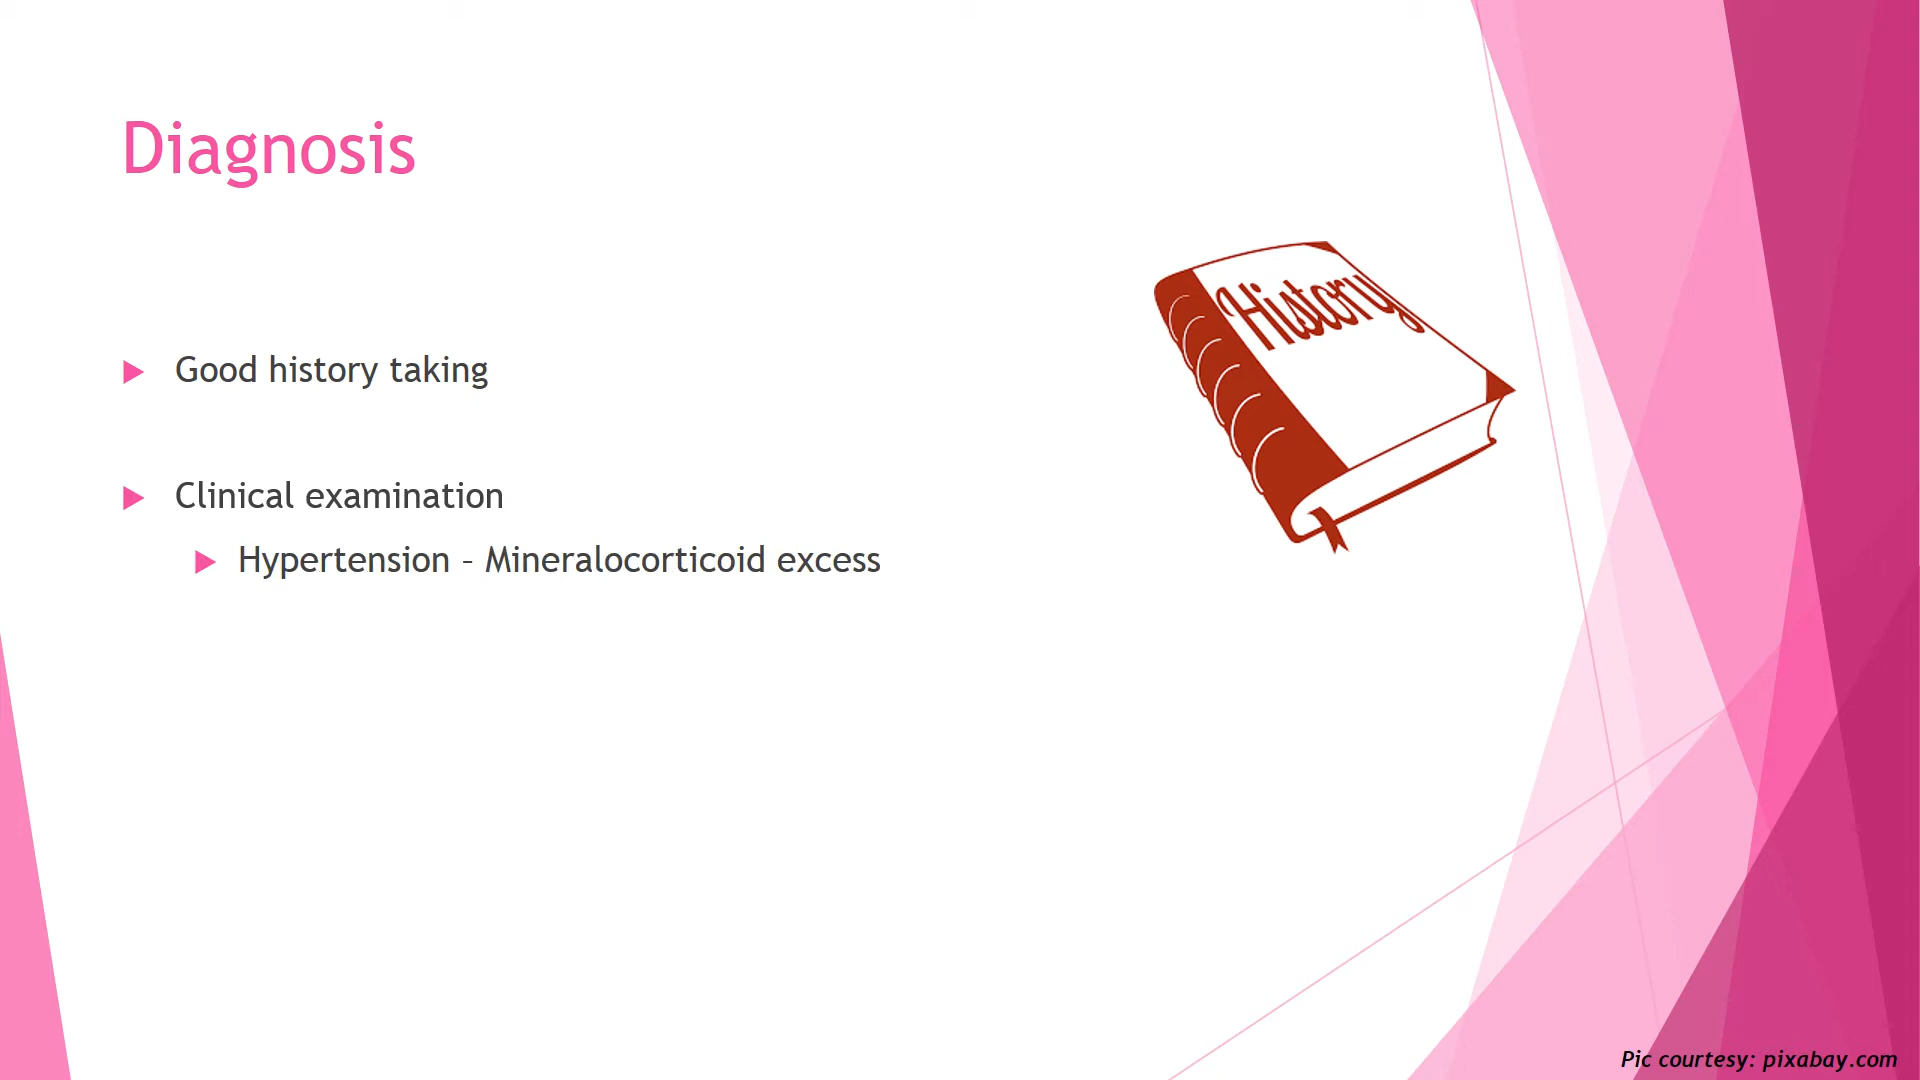 Diagnosis
History
Good history taking
Clinical examination
Hypertension – Mineralocorticoid excess
Pic courtesy: pixabay.com